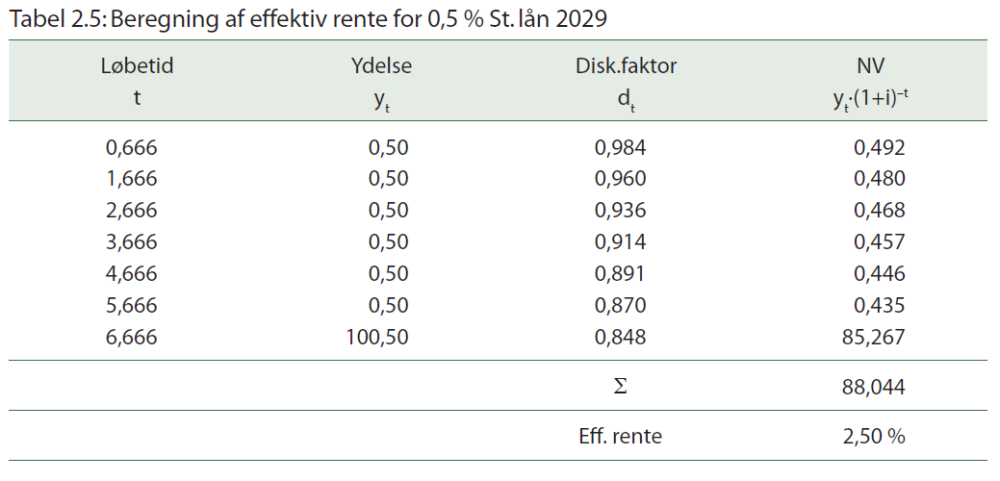 Tabel 2.5: Beregning af effektiv rente for 0,5 % St. lån 2029
Løbetid Ydelse Disk.faktor NV
t yₜ dₜ yₜ·(1+i)⁻ᵗ
0,666 0,50 0,984 0,492
1,666 0,50 0,960 0,480
2,666 0,50 0,936 0,468
3,666 0,50 0,914 0,457
4,666 0,50 0,891 0,446
5,666 0,50 0,870 0,435
6,666 100,50 0,848 85,267
Σ 88,044
Eff. rente 2,50 %